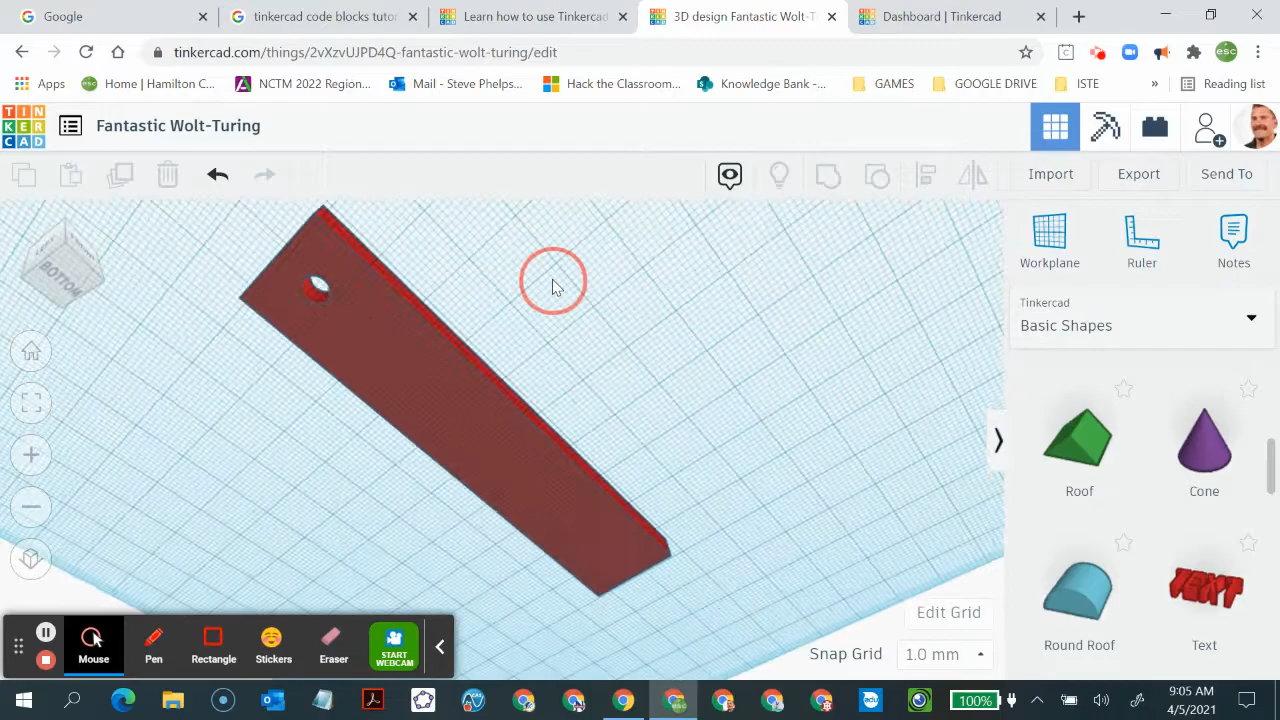 Google
tinkercad code blocks tutor
Learn how to use Tinkercad
3D design Fantastic Wolt-T
Dashboard | Tinkercad
tinkercad.com/things/2vXzvUJPD4Q-fantastic-wolt-turing/edit
esc
Apps
Home | Hamilton C...
NCTM 2022 Region...
Mail - Steve Phelps...
Hack the Classroom...
Knowledge Bank -...
GAMES
GOOGLE DRIVE
ISTE
»
Reading list
TIN
KER
CAD
Fantastic Wolt-Turing
Import
Export
Send To
BOTTOM
Workplane
Ruler
Notes
Tinkercad
Basic Shapes
Roof
Cone
TEXT
Round Roof
Text
Edit Grid
Snap Grid
1.0 mm
Mouse
Pen
Rectangle
Stickers
Eraser
START
WEBCAM
100%
9:05 AM
4/5/2021